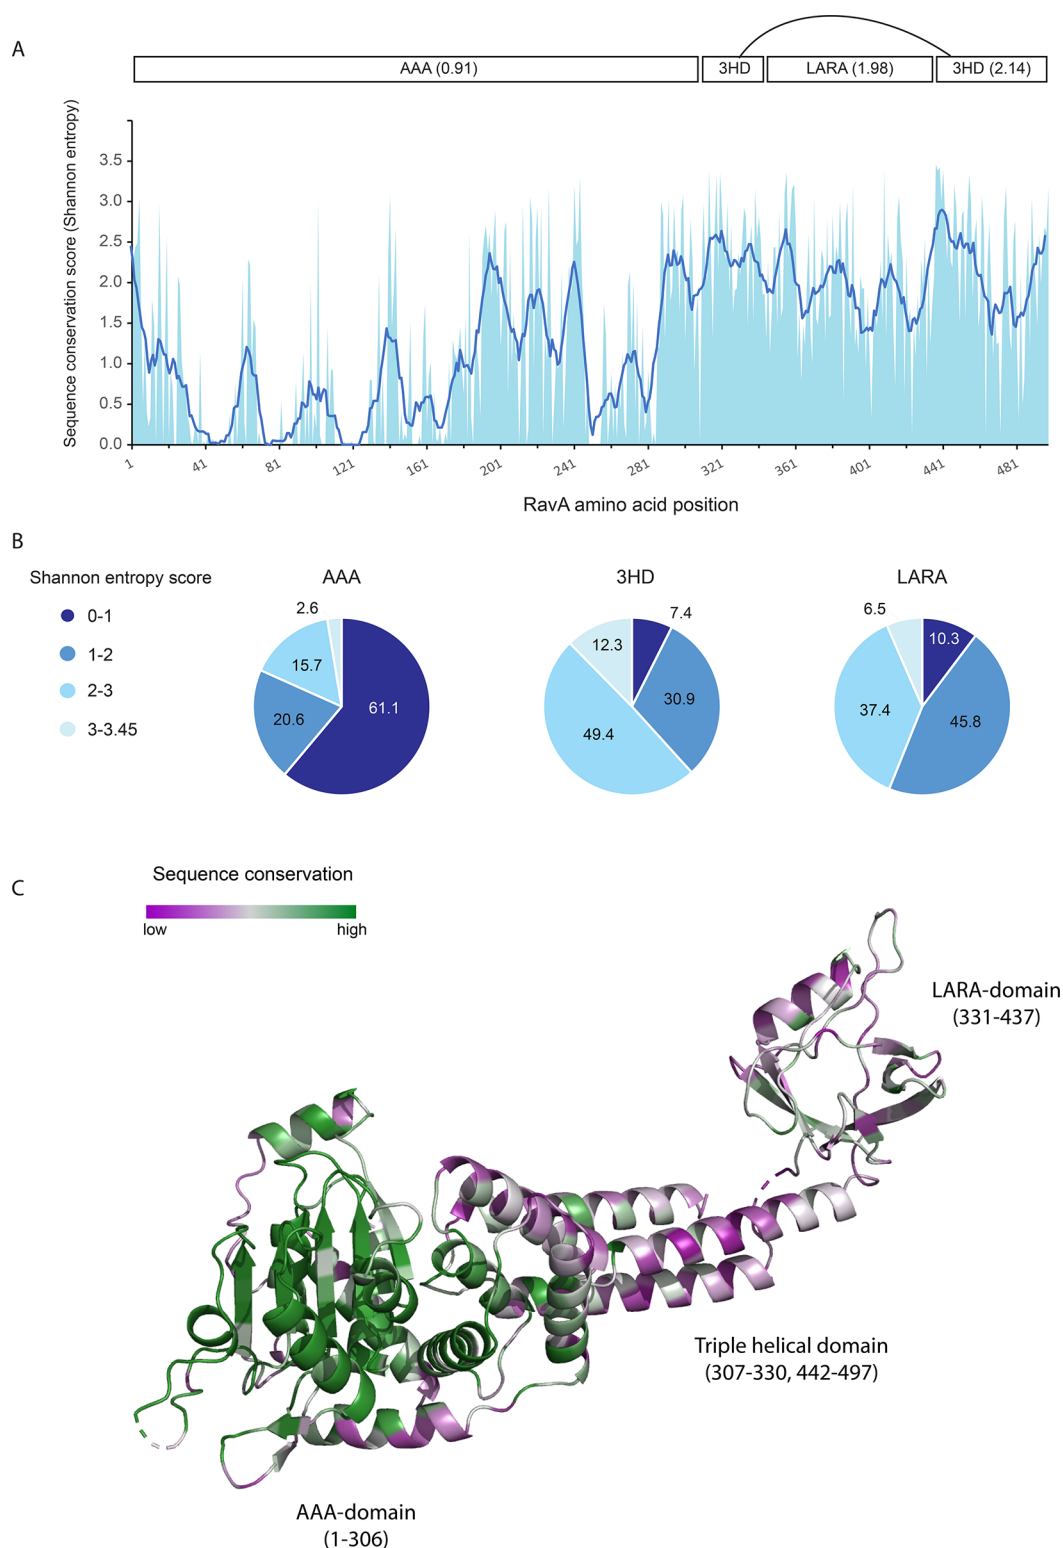 A
AAA (0.91)
3HD
LARA (1.98)
3HD (2.14)
Sequence conservation score (Shannon entropy)
3.5
3.0
2.5
2.0
1.5
1.0
0.5
0.0
1
41
81
121
161
201
241
281
321
361
401
441
481
RavA amino acid position
B
Shannon entropy score
0-1
1-2
2-3
3-3.45
AAA
2.6
15.7
20.6
61.1
3HD
7.4
12.3
30.9
49.4
LARA
6.5
10.3
37.4
45.8
C
Sequence conservation
low high
LARA-domain
(331-437)
Triple helical domain
(307-330, 442-497)
AAA-domain
(1-306)